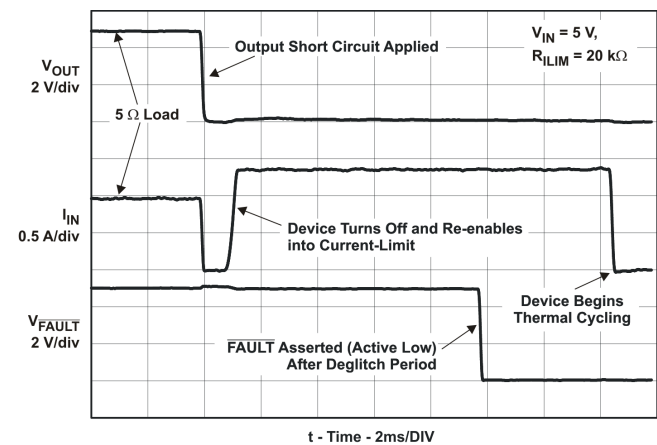 V_OUT
2 V/div
Output Short Circuit Applied
V_IN = 5 V,
R_ILIM = 20 kΩ
5 Ω Load
I_IN
0.5 A/div
Device Turns Off and Re-enables
into Current-Limit
V_F̅A̅U̅L̅T̅
2 V/div
F̅A̅U̅L̅T̅ Asserted (Active Low)
After Deglitch Period
Device Begins
Thermal Cycling
t - Time - 2ms/DIV